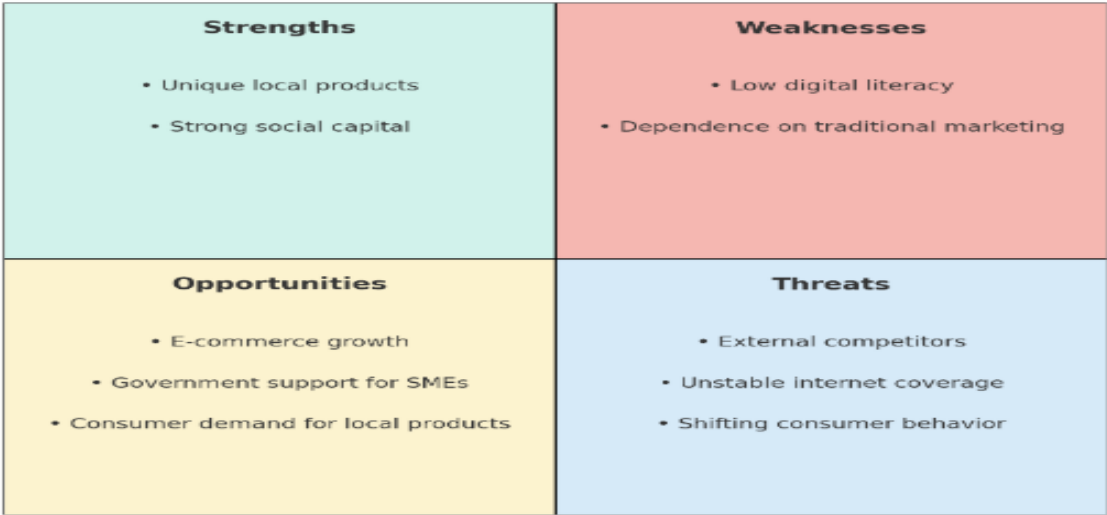 Strengths
• Unique local products
• Strong social capital
Weaknesses
• Low digital literacy
• Dependence on traditional marketing
Opportunities
• E-commerce growth
• Government support for SMEs
• Consumer demand for local products
Threats
• External competitors
• Unstable internet coverage
• Shifting consumer behavior